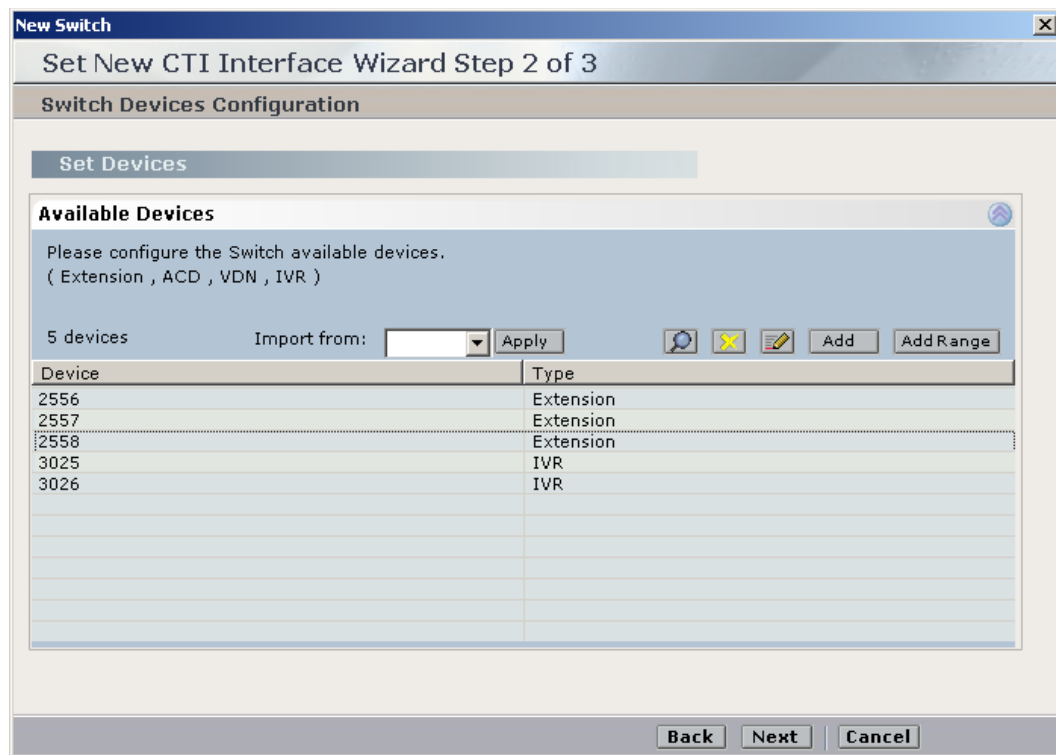 New Switch
Set New CTI Interface Wizard Step 2 of 3
Switch Devices Configuration
Set Devices
Available Devices
Please configure the Switch available devices.
( Extension , ACD , VDN , IVR )
5 devices Import from: Apply Add Add Range
Device Type
2556 Extension
2557 Extension
2558 Extension
3025 IVR
3026 IVR
Back Next Cancel